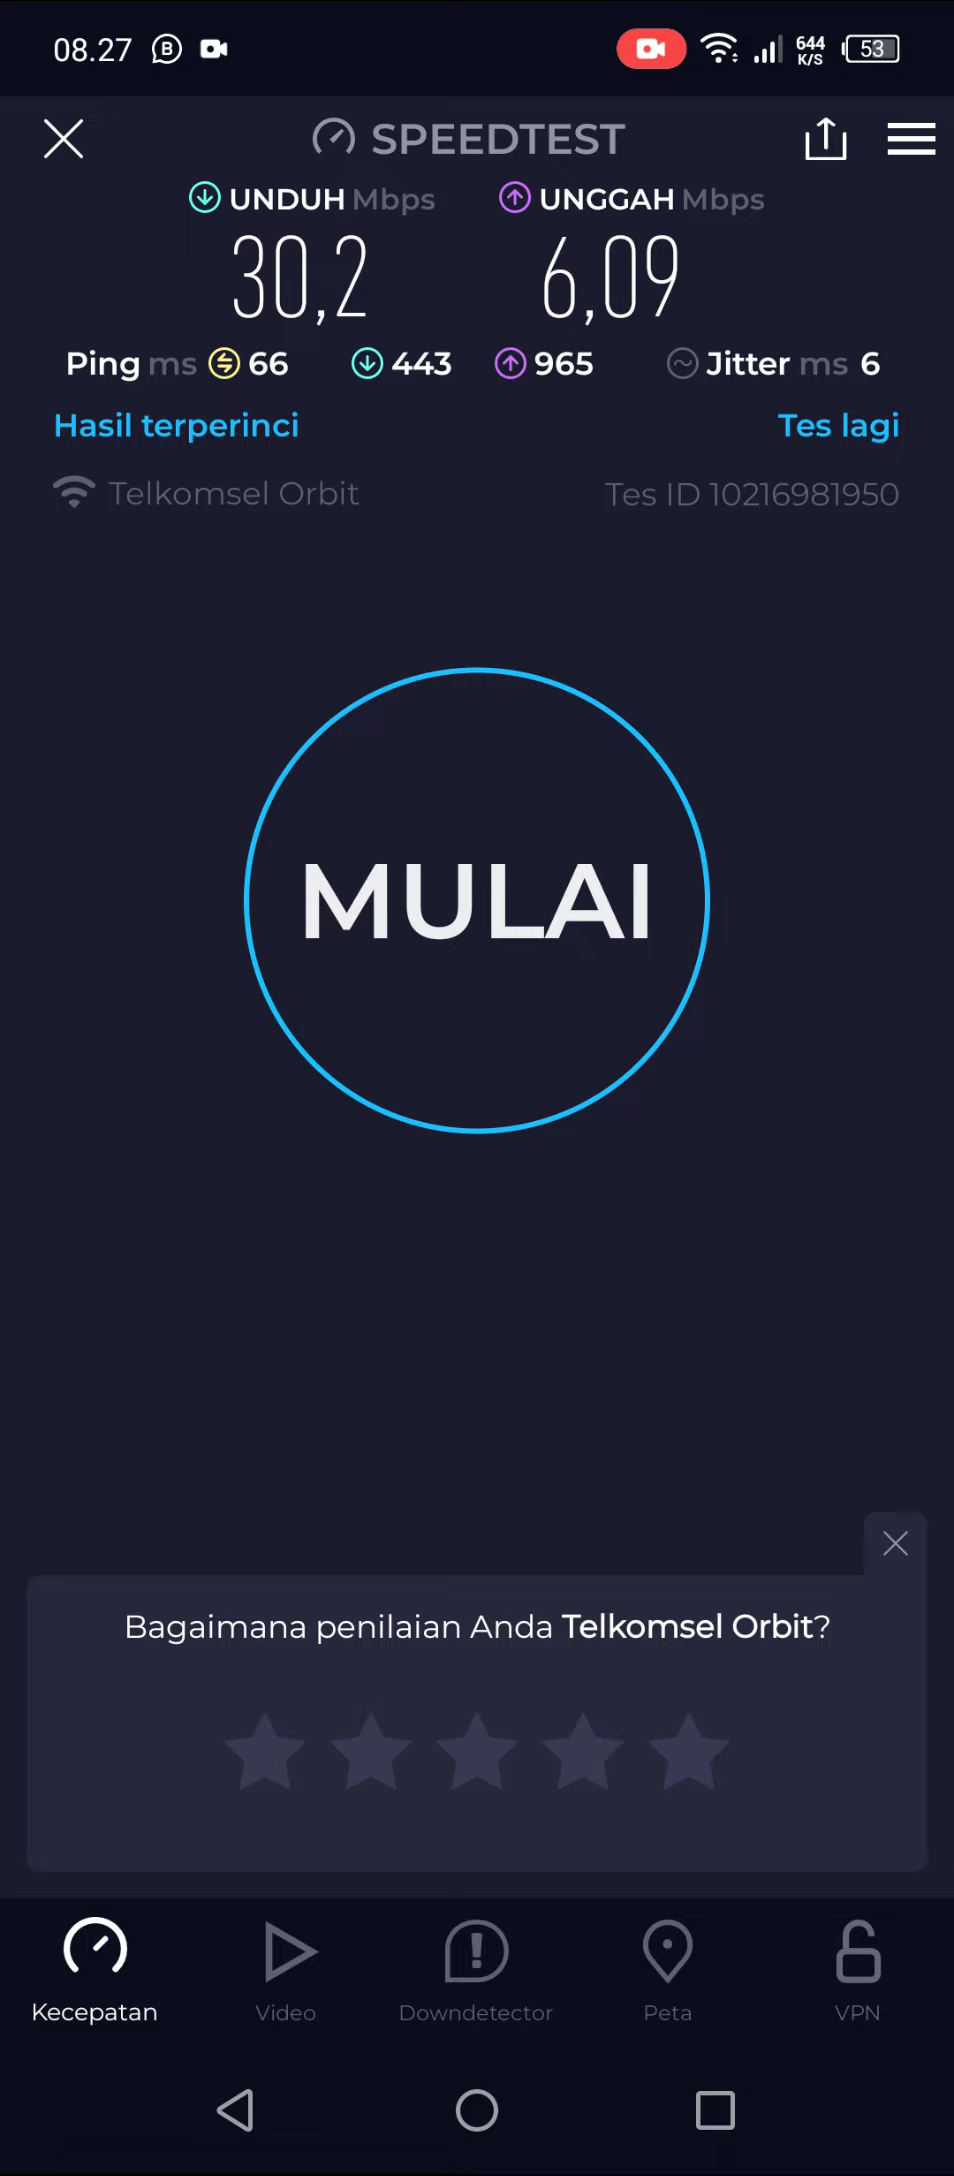 08.27 B 644 K/S 53
SPEEDTEST
UNDUH Mbps UNGGAH Mbps
30,2 6,09
Ping ms 66 443 965 Jitter ms 6
Hasil terperinci Tes lagi
Telkomsel Orbit Tes ID 10216981950
MULAI
Bagaimana penilaian Anda Telkomsel Orbit?
Kecepatan Video Downdetector Peta VPN